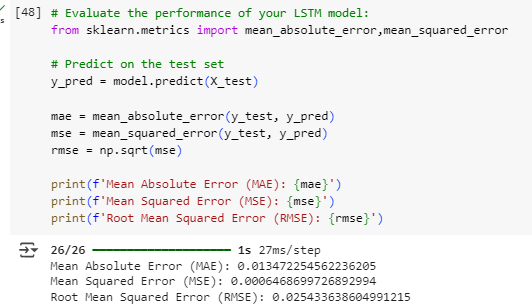 [48] # Evaluate the performance of your LSTM model:
s from sklearn.metrics import mean_absolute_error,mean_squared_error
# Predict on the test set
y_pred = model.predict(X_test)
mae = mean_absolute_error(y_test, y_pred)
mse = mean_squared_error(y_test, y_pred)
rmse = np.sqrt(mse)
print(f'Mean Absolute Error (MAE): {mae}')
print(f'Mean Squared Error (MSE): {mse}')
print(f'Root Mean Squared Error (RMSE): {rmse}')
26/26 ━━━━━━━━━━━━━━━━━━━━ 1s 27ms/step
Mean Absolute Error (MAE): 0.013472254562236205
Mean Squared Error (MSE): 0.0006468699726892994
Root Mean Squared Error (RMSE): 0.025433638604991215